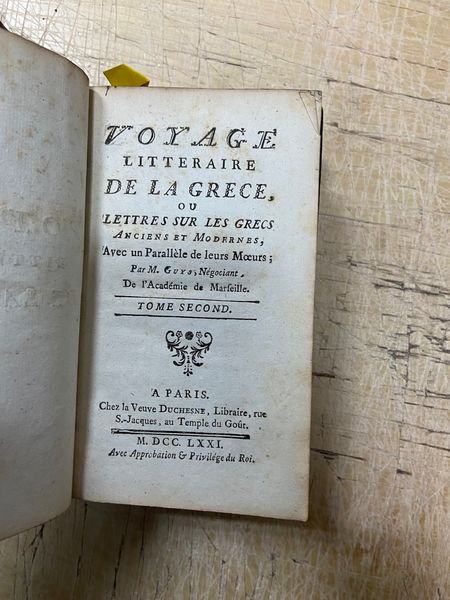 VOYAGE
LITTERAIRE
DE LA GRECE,
OU
LETTRES SUR LES GRECS
ANCIENS ET MODERNES,
Avec un Parallèle de leurs Mœurs;
Par M. GUYS, Négociant,
De l'Académie de Marseille.
TOME SECOND.
A PARIS.
Chez la Veuve DUCHESNE, Libraire, rue
S.-Jacques, au Temple du Goût.
M. DCC. LXXI.
Avec Approbation & Privilége du Roi.